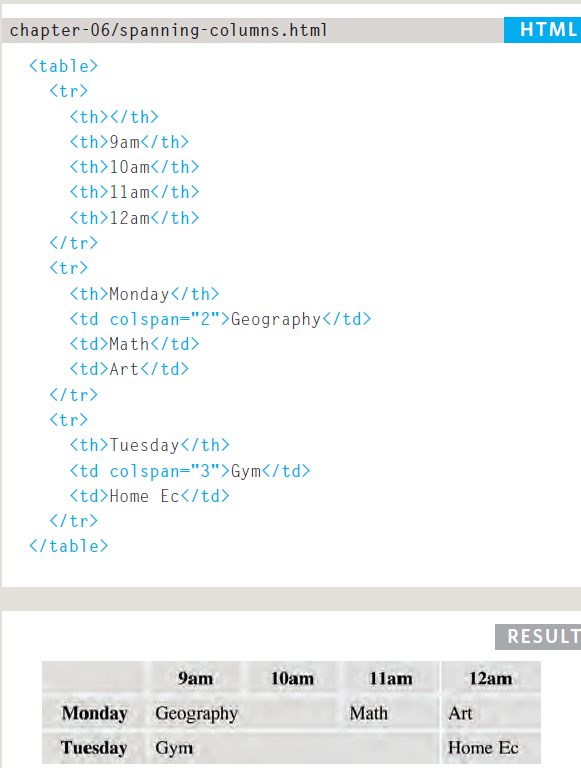 chapter-06/spanning-columns.html HTML
<table>
<tr>
<th></th>
<th>9am</th>
<th>10am</th>
<th>11am</th>
<th>12am</th>
</tr>
<tr>
<th>Monday</th>
<td colspan="2">Geography</td>
<td>Math</td>
<td>Art</td>
</tr>
<tr>
<th>Tuesday</th>
<td colspan="3">Gym</td>
<td>Home Ec</td>
</tr>
</table>
RESULT
9am 10am 11am 12am
Monday Geography Math Art
Tuesday Gym Home Ec